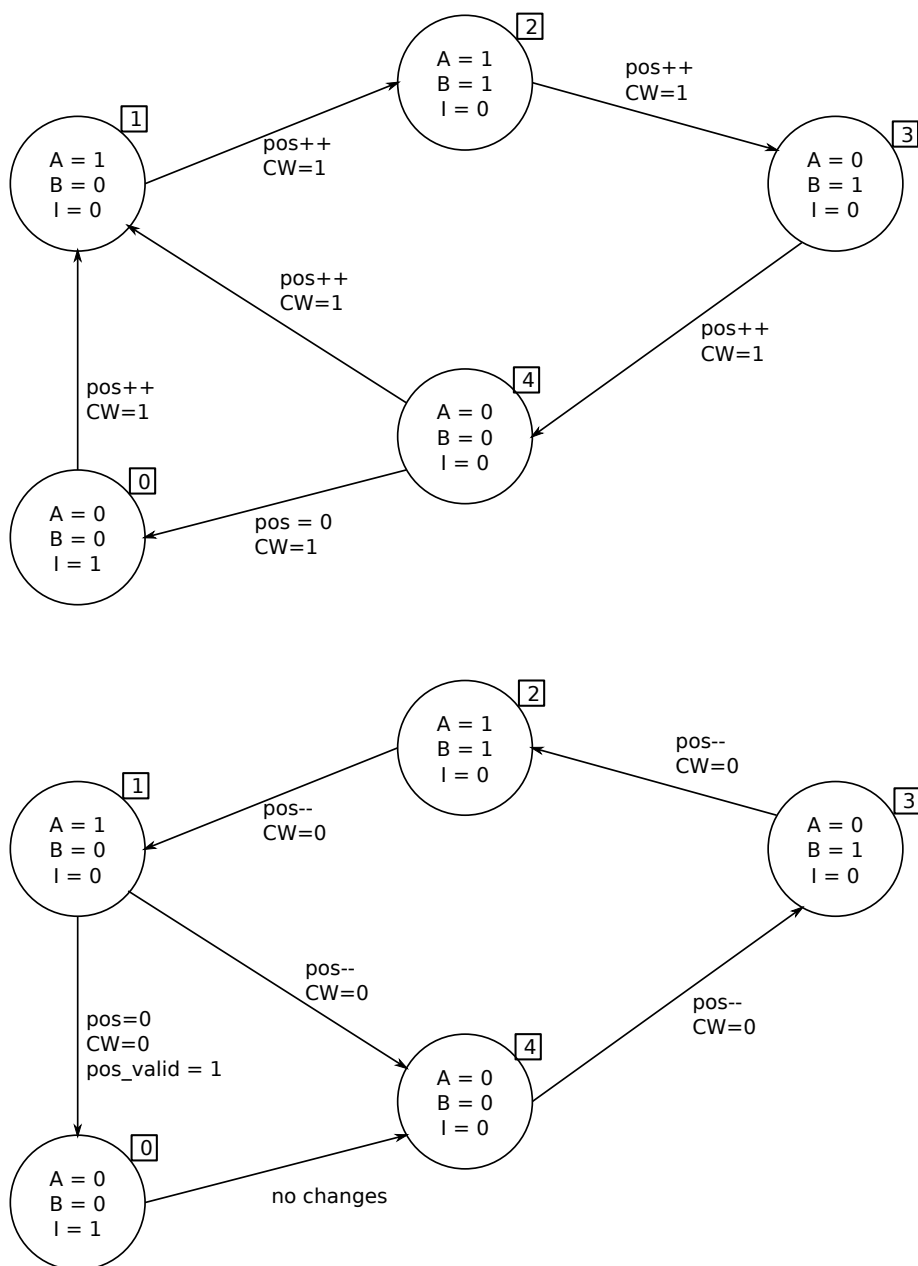 2
A = 1
B = 1
I = 0
pos++
CW=1
1
A = 1
B = 0
I = 0
pos++
CW=1
3
A = 0
B = 1
I = 0
pos++
CW=1
pos++
CW=1
4
A = 0
B = 0
I = 0
pos++
CW=1
0
A = 0
B = 0
I = 1
pos = 0
CW=1
2
A = 1
B = 1
I = 0
pos--
CW=0
1
A = 1
B = 0
I = 0
pos--
CW=0
3
A = 0
B = 1
I = 0
pos--
CW=0
pos--
CW=0
pos=0
CW=0
pos_valid = 1
4
A = 0
B = 0
I = 0
0
A = 0
B = 0
I = 1
no changes